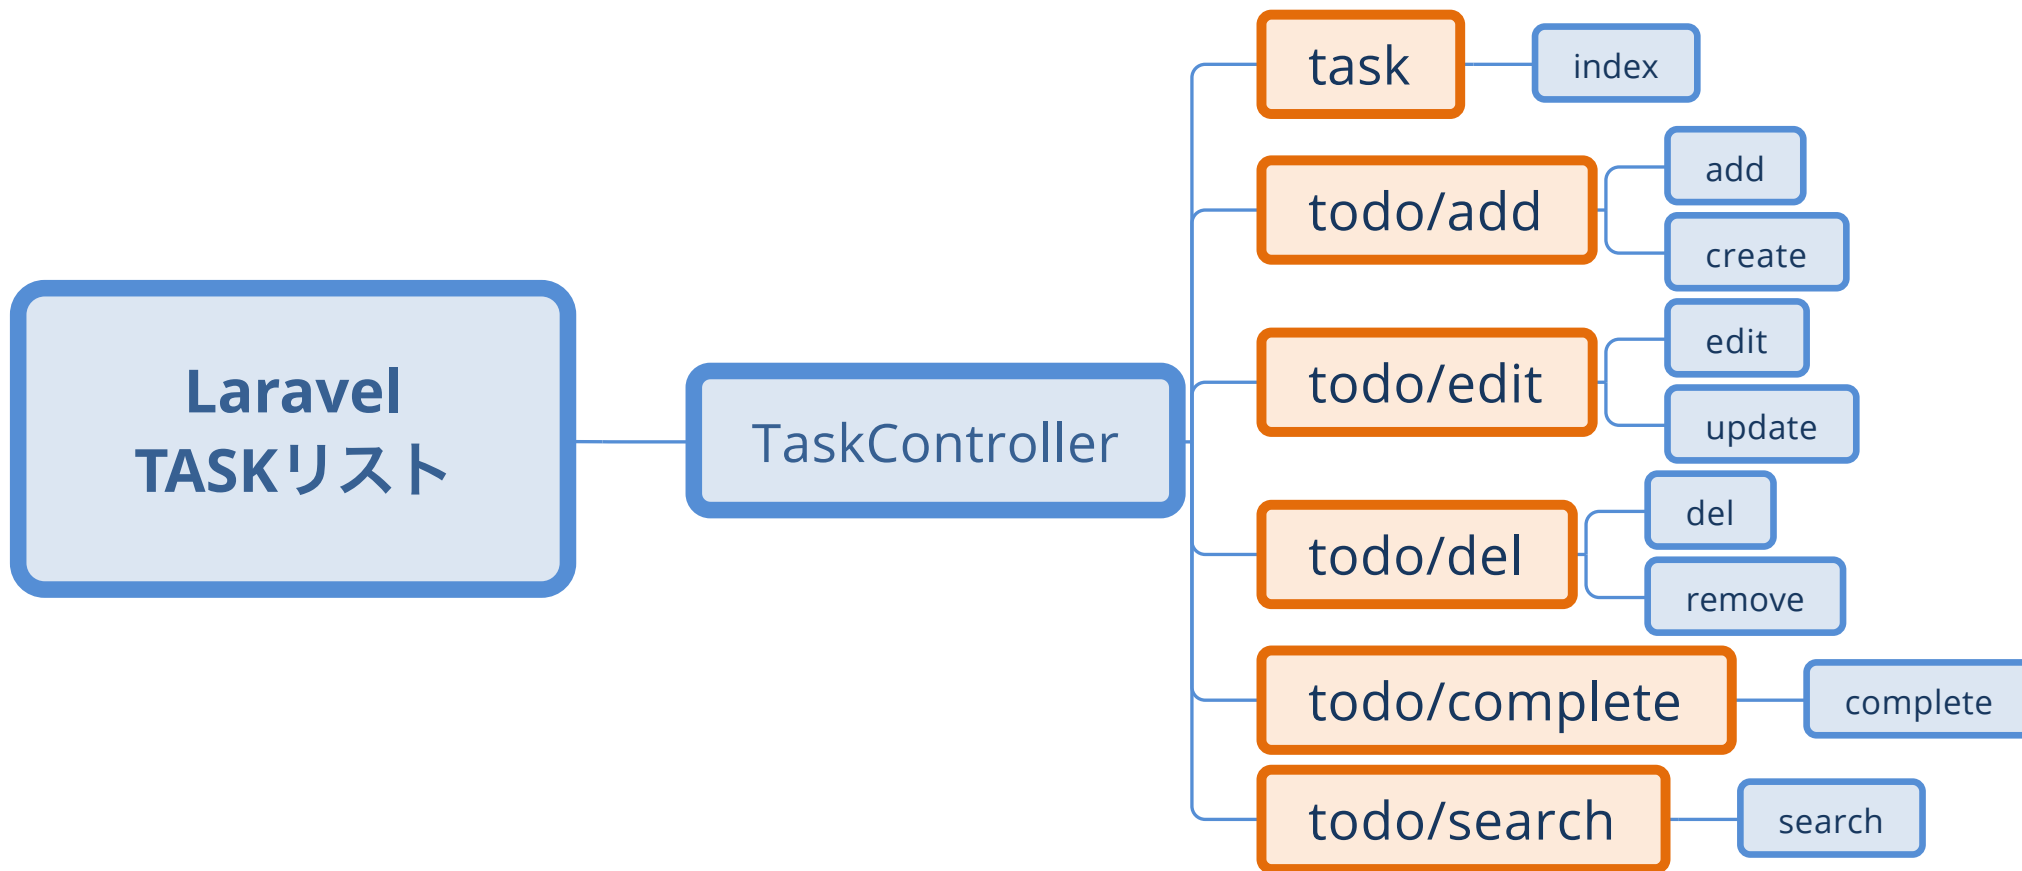 Laravel
TASKリスト
TaskController
task
index
todo/add
add
create
todo/edit
edit
update
todo/del
del
remove
todo/complete
complete
todo/search
search